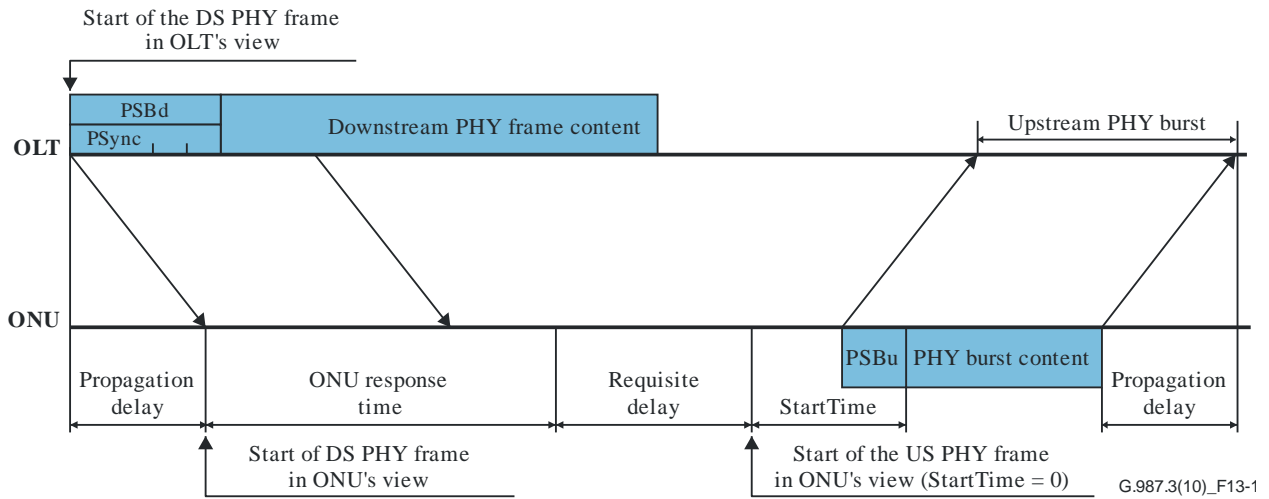 Start of the DS PHY frame
in OLT's view
PSBd
PSync
Downstream PHY frame content
Upstream PHY burst
OLT
ONU
PSBu
PHY burst content
Propagation
delay
ONU response
time
Requisite
delay
StartTime
Propagation
delay
Start of DS PHY frame
in ONU's view
Start of the US PHY frame
in ONU's view (StartTime = 0)
G.987.3(10)_F13-1